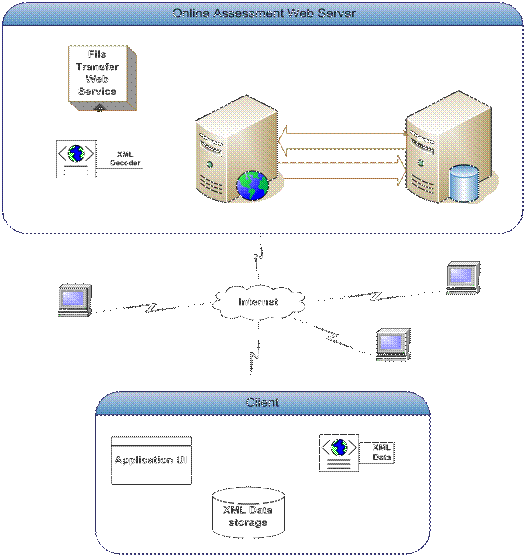 Online Assessment Web Server
File
Transfer
Web
Service
XML
Decoder
Internet
Client
Application UI
XML
Data
XML Data
storage